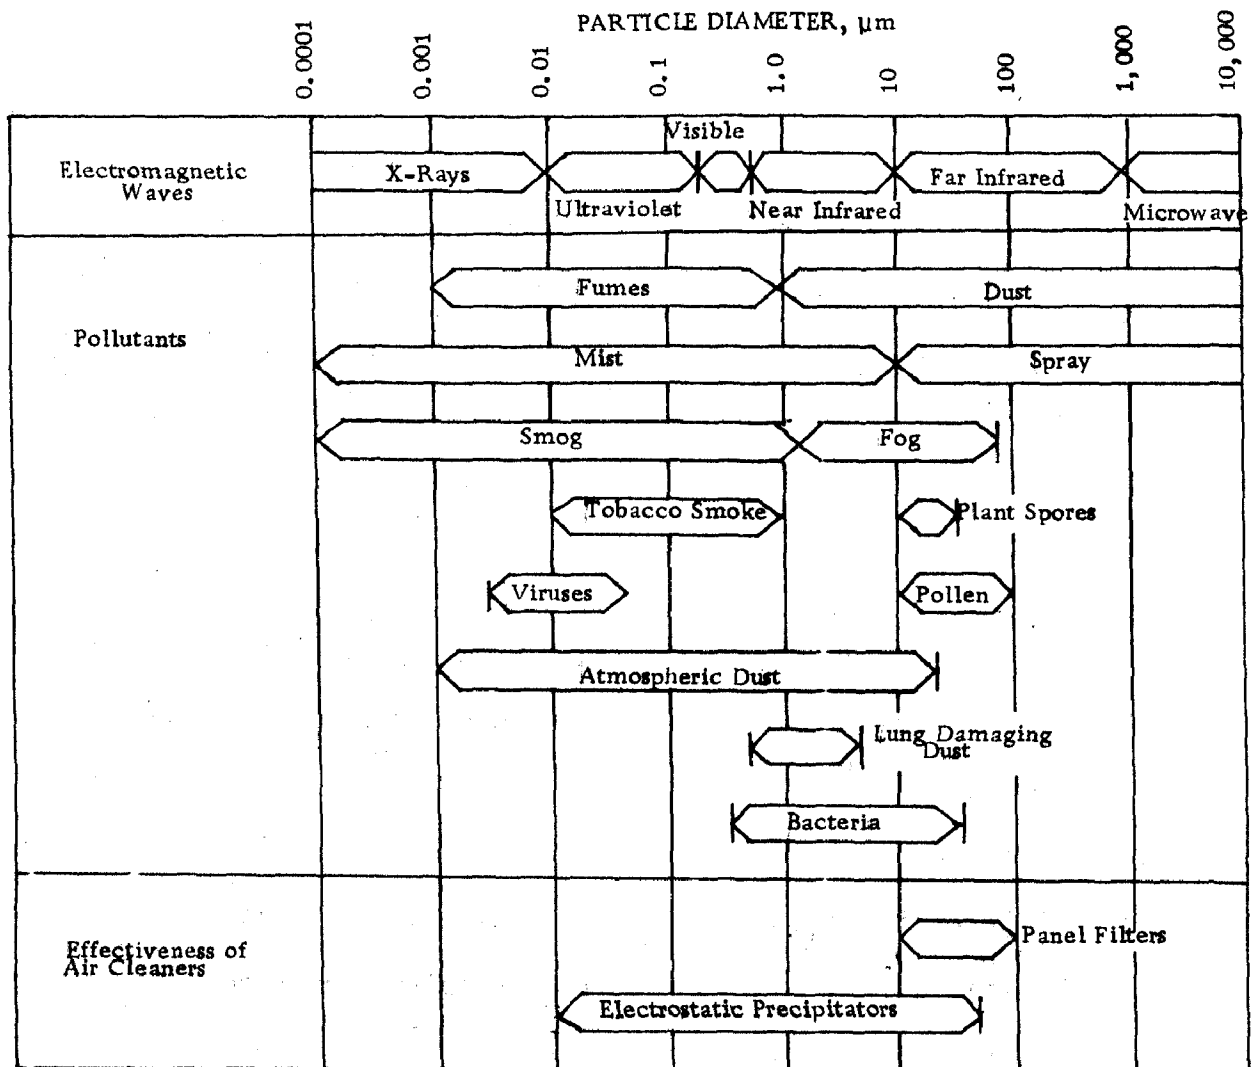 PARTICLE DIAMETER, µm
0.0001
0.001
0.01
0.1
1.0
10
100
1,000
10,000
Visible
Electromagnetic
Waves
X-Rays
Far Infrared
Ultraviolet
Near Infrared
Microwave
Fumes
Dust
Pollutants
Mist
Spray
Smog
Fog
Tobacco Smoke
Plant Spores
Viruses
Pollen
Atmospheric Dust
Lung Damaging
Dust
Bacteria
Effectiveness of
Air Cleaners
Panel Filters
Electrostatic Precipitators